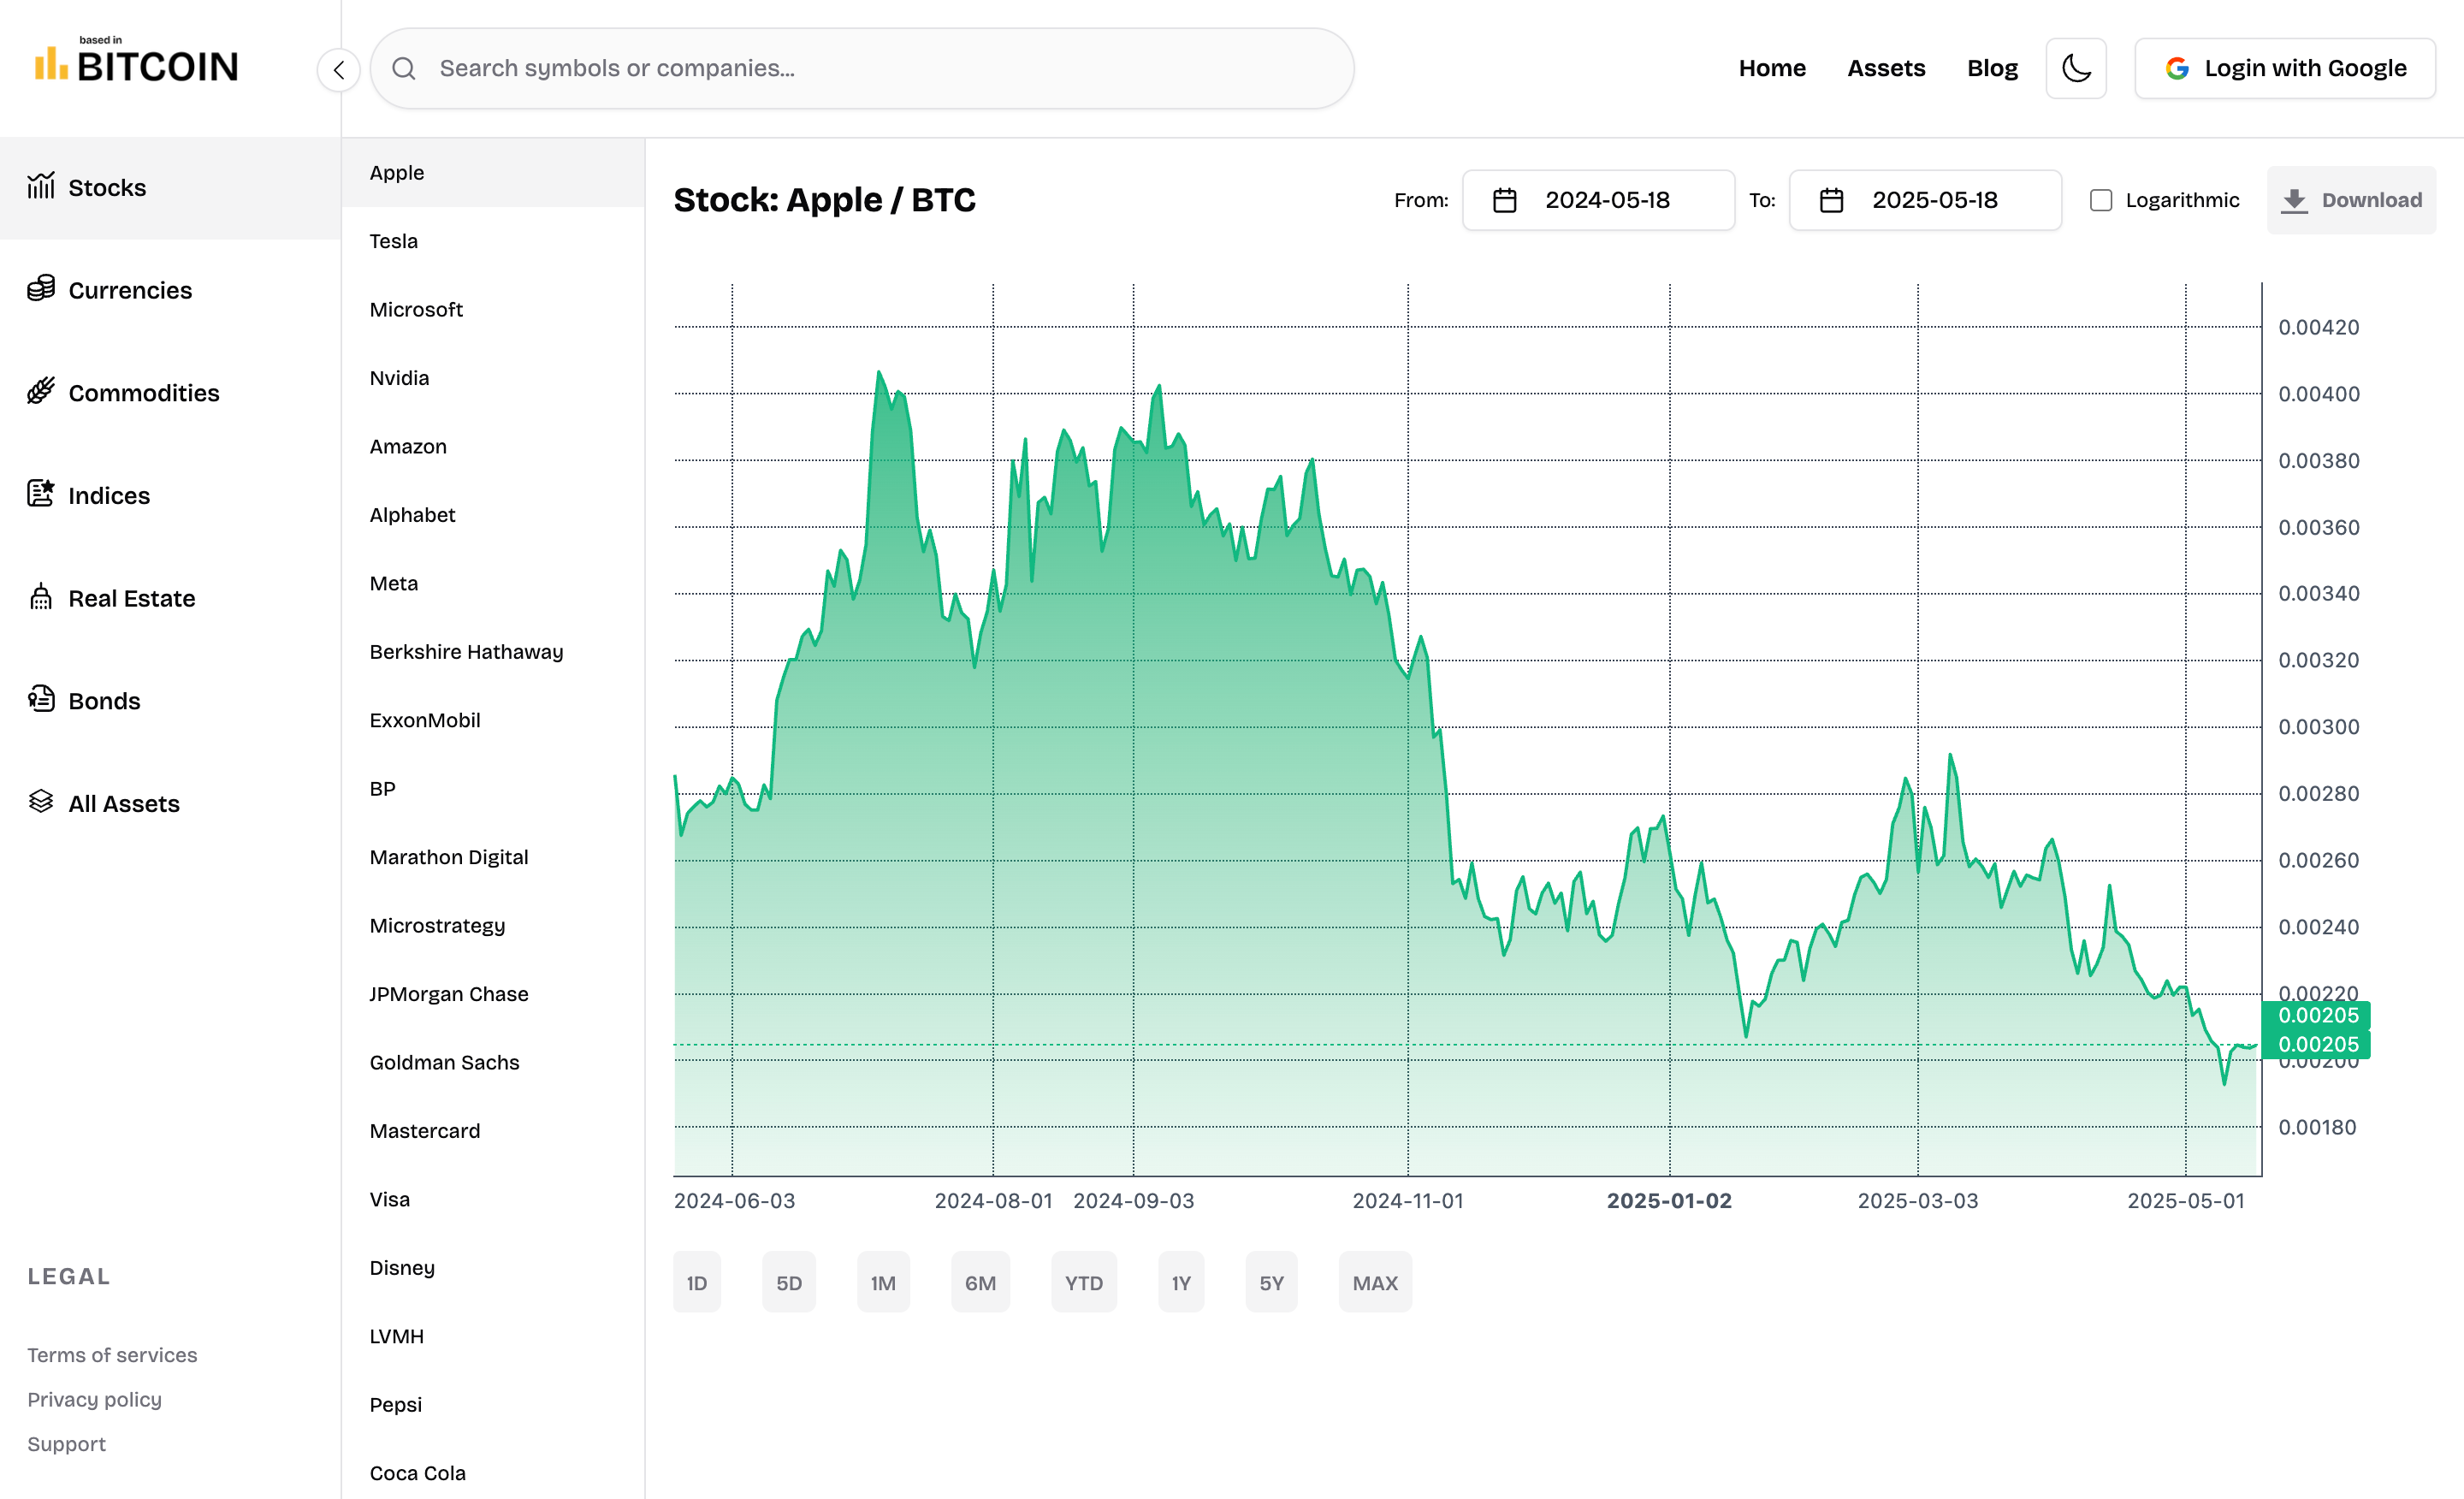 based in
BITCOIN
Search symbols or companies...
Home
Assets
Blog
Login with Google
Stocks
Currencies
Commodities
Indices
Real Estate
Bonds
All Assets
LEGAL
Terms of services
Privacy policy
Support
Apple
Tesla
Microsoft
Nvidia
Amazon
Alphabet
Meta
Berkshire Hathaway
ExxonMobil
BP
Marathon Digital
Microstrategy
JPMorgan Chase
Goldman Sachs
Mastercard
Visa
Disney
LVMH
Pepsi
Coca Cola
Stock: Apple / BTC
From:
2024-05-18
To:
2025-05-18
Logarithmic
Download
0.00420
0.00400
0.00380
0.00360
0.00340
0.00320
0.00300
0.00280
0.00260
0.00240
0.00220
0.00205
0.00205
0.00200
0.00180
2024-06-03
2024-08-01
2024-09-03
2024-11-01
2025-01-02
2025-03-03
2025-05-01
1D
5D
1M
6M
YTD
1Y
5Y
MAX